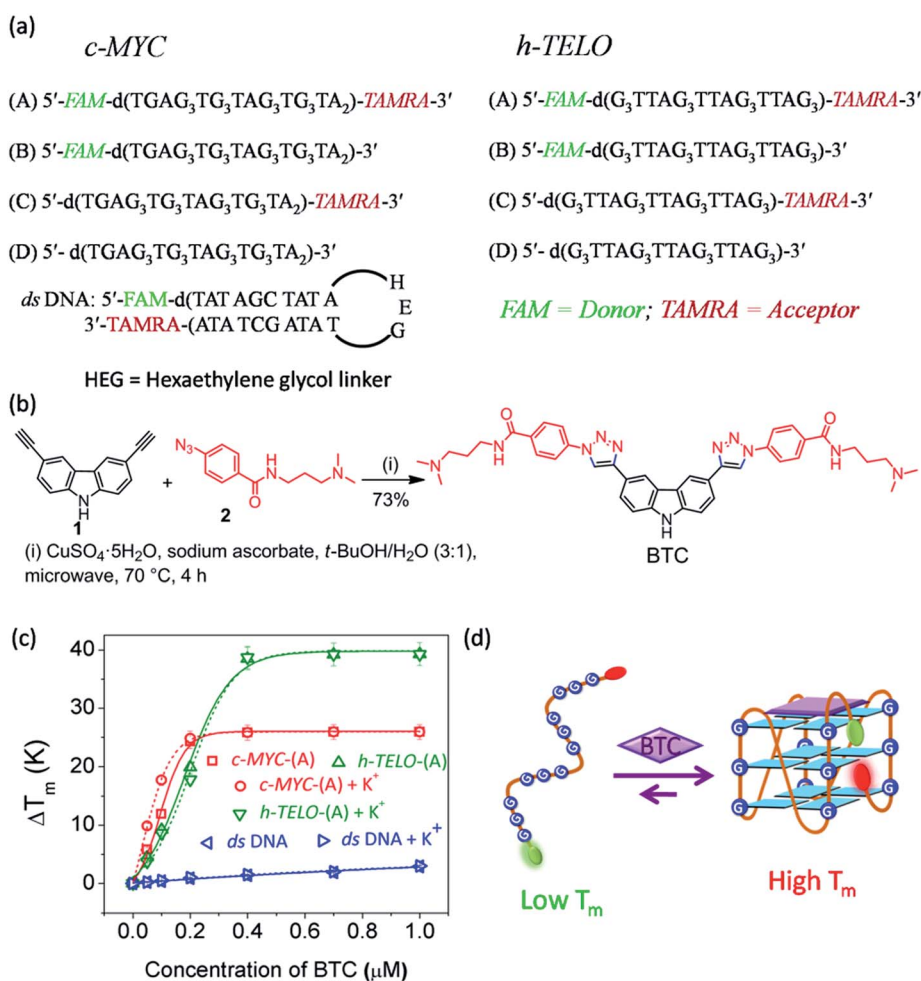 (a)
c-MYC
(A) 5′-FAM-d(TGAG₃TG₃TAG₃TG₃TA₂)-TAMRA-3′
(B) 5′-FAM-d(TGAG₃TG₃TAG₃TG₃TA₂)-3′
(C) 5′-d(TGAG₃TG₃TAG₃TG₃TA₂)-TAMRA-3′
(D) 5′- d(TGAG₃TG₃TAG₃TG₃TA₂)-3′
ds DNA: 5′-FAM-d(TAT AGC TAT A
3′-TAMRA-(ATA TCG ATA T
H
E
G
HEG = Hexaethylene glycol linker
h-TELO
(A) 5′-FAM-d(G₃TTAG₃TTAG₃TTAG₃)-TAMRA-3′
(B) 5′-FAM-d(G₃TTAG₃TTAG₃TTAG₃)-3′
(C) 5′-d(G₃TTAG₃TTAG₃TTAG₃)-TAMRA-3′
(D) 5′- d(G₃TTAG₃TTAG₃TTAG₃)-3′
FAM = Donor; TAMRA = Acceptor
(b)
N
H
1
+
N₃
O
H
N
N
2
(i)
73%
N
H
N
O
N
N
N
N
H
N
N
N
O
N
H
N
BTC
(i) CuSO₄·5H₂O, sodium ascorbate, t-BuOH/H₂O (3:1),
microwave, 70 °C, 4 h
(c)
ΔTₘ (K)
40
30
20
10
0
c-MYC-(A) h-TELO-(A)
c-MYC-(A) + K⁺
h-TELO-(A) + K⁺
ds DNA ds DNA + K⁺
0.0 0.2 0.4 0.6 0.8 1.0
Concentration of BTC (μM)
(d)
G G G G G G G G G G G G
BTC
G G
G G
G G
Low Tₘ
High Tₘ